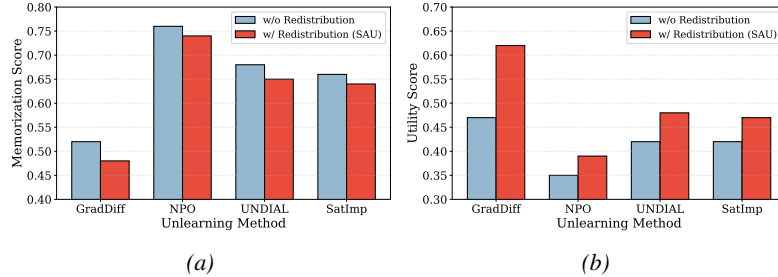 0.80
0.75
0.70
0.65
0.60
0.55
0.50
0.45
0.40
Memorization Score
w/o Redistribution
w/ Redistribution (SAU)
GradDiff NPO UNDIAL SatImp
Unlearning Method
(a)
0.70
0.65
0.60
0.55
0.50
0.45
0.40
0.35
0.30
Utility Score
w/o Redistribution
w/ Redistribution (SAU)
GradDiff NPO UNDIAL SatImp
Unlearning Method
(b)